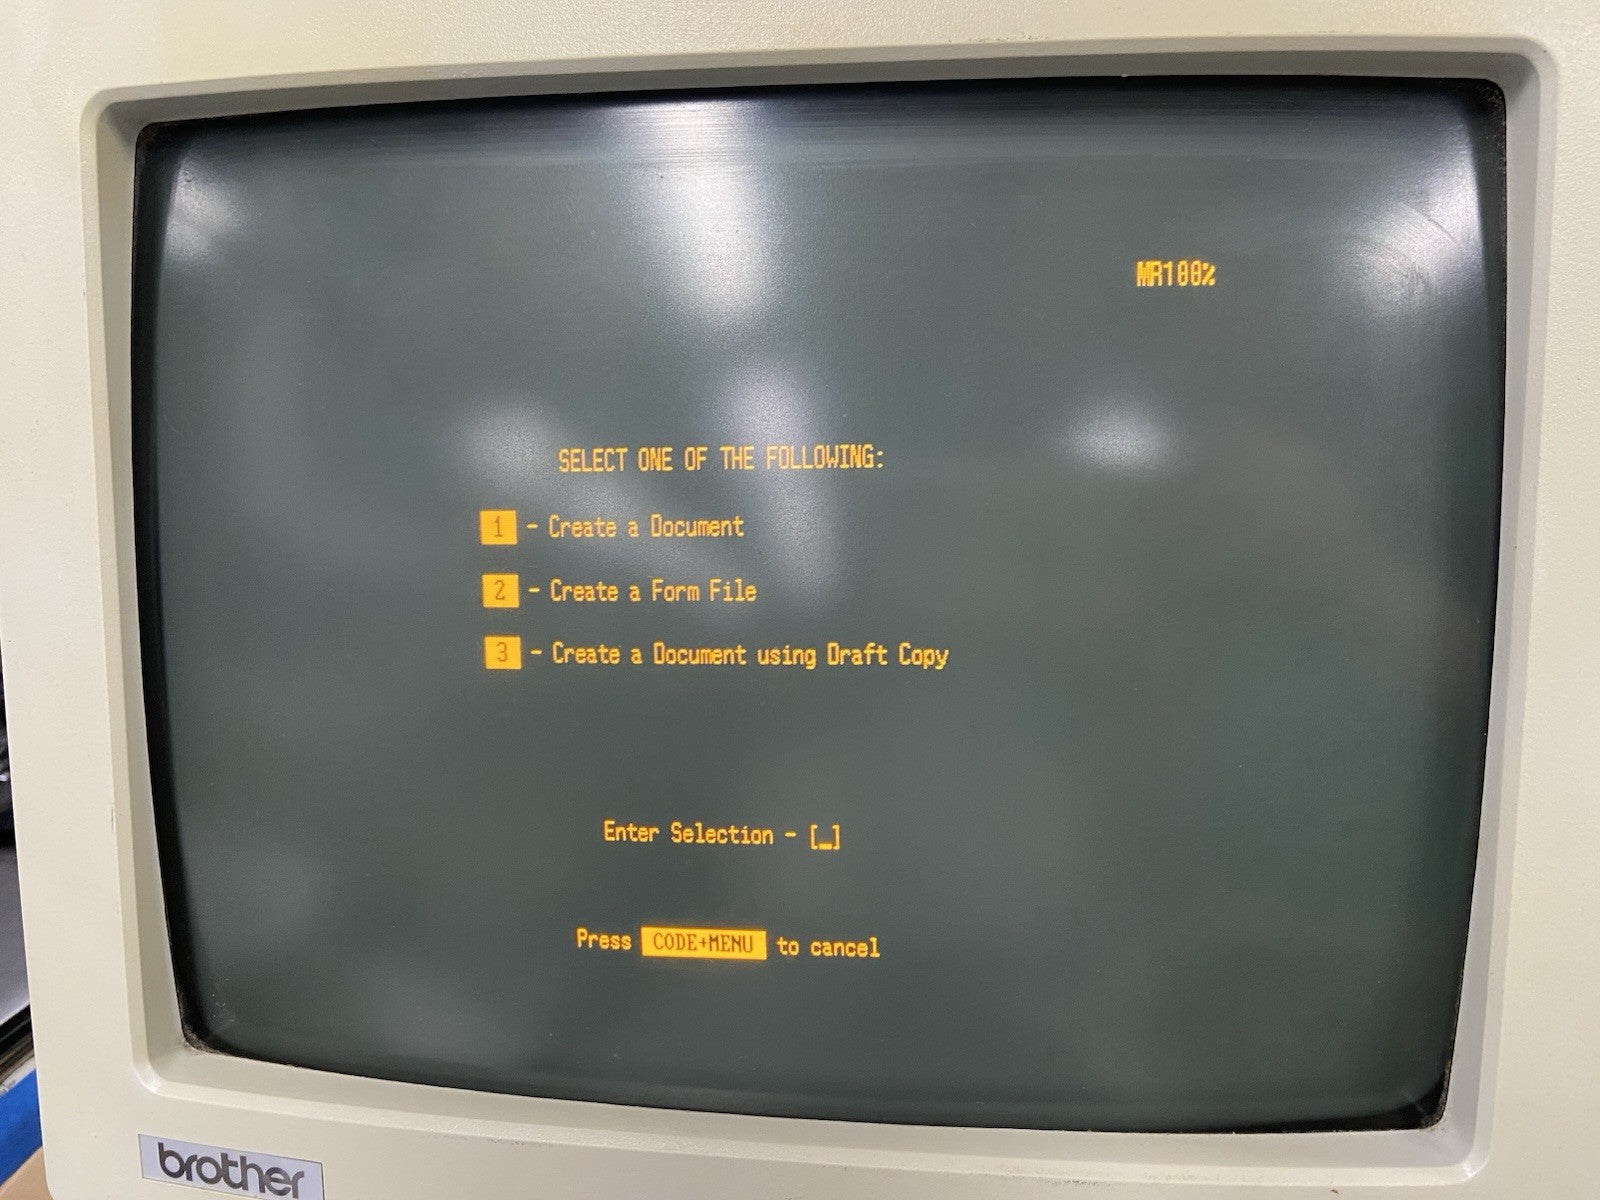 MR100%
SELECT ONE OF THE FOLLOWING:
1 - Create a Document
2 - Create a Form File
3 - Create a Document using Draft Copy
Enter Selection - [_]
Press CODE+MENU to cancel
brother